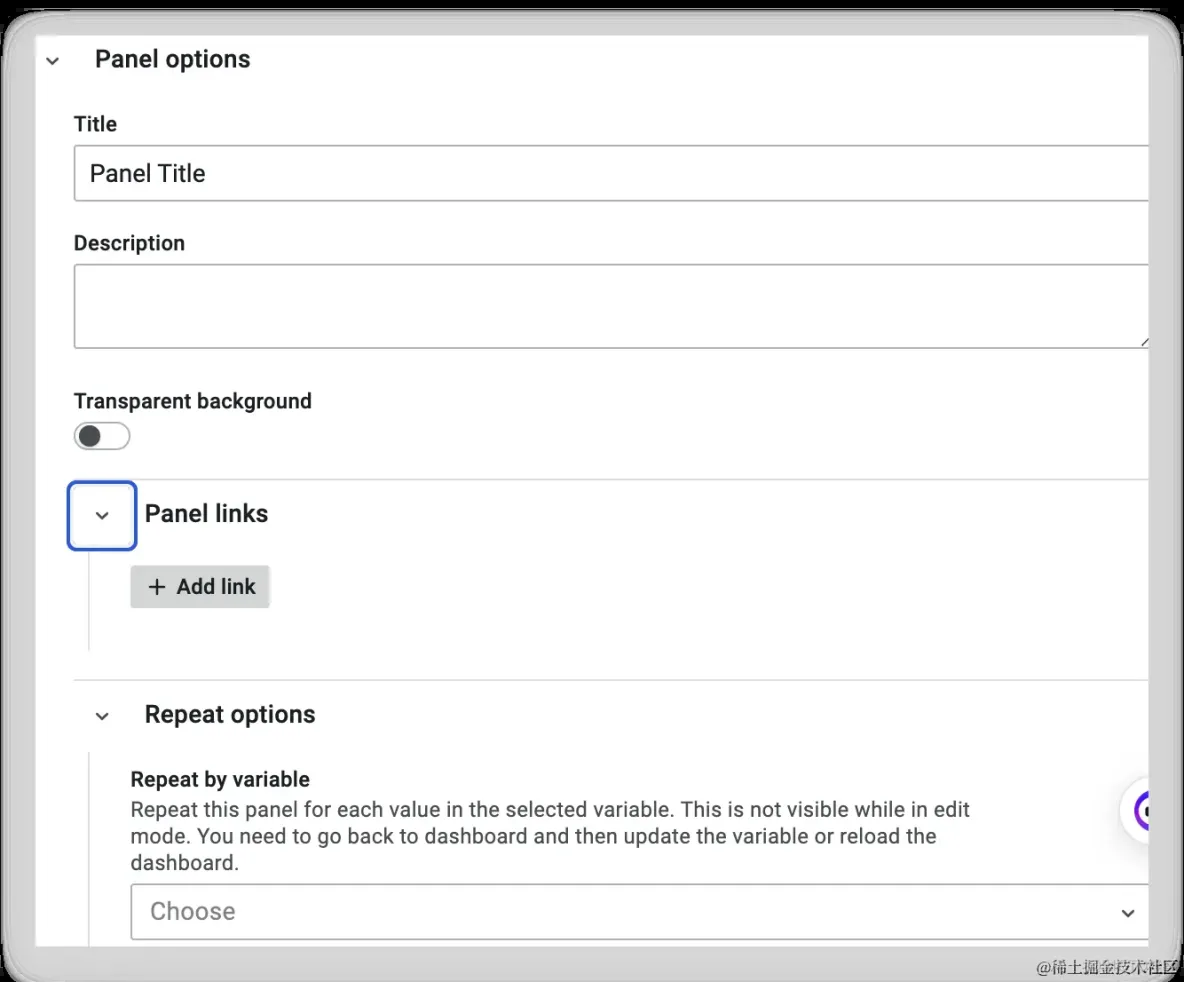 Panel options
Title
Panel Title
Description
Transparent background
Panel links
+ Add link
Repeat options
Repeat by variable
Repeat this panel for each value in the selected variable. This is not visible while in edit
mode. You need to go back to dashboard and then update the variable or reload the
dashboard.
Choose
@稀土掘金技术社区